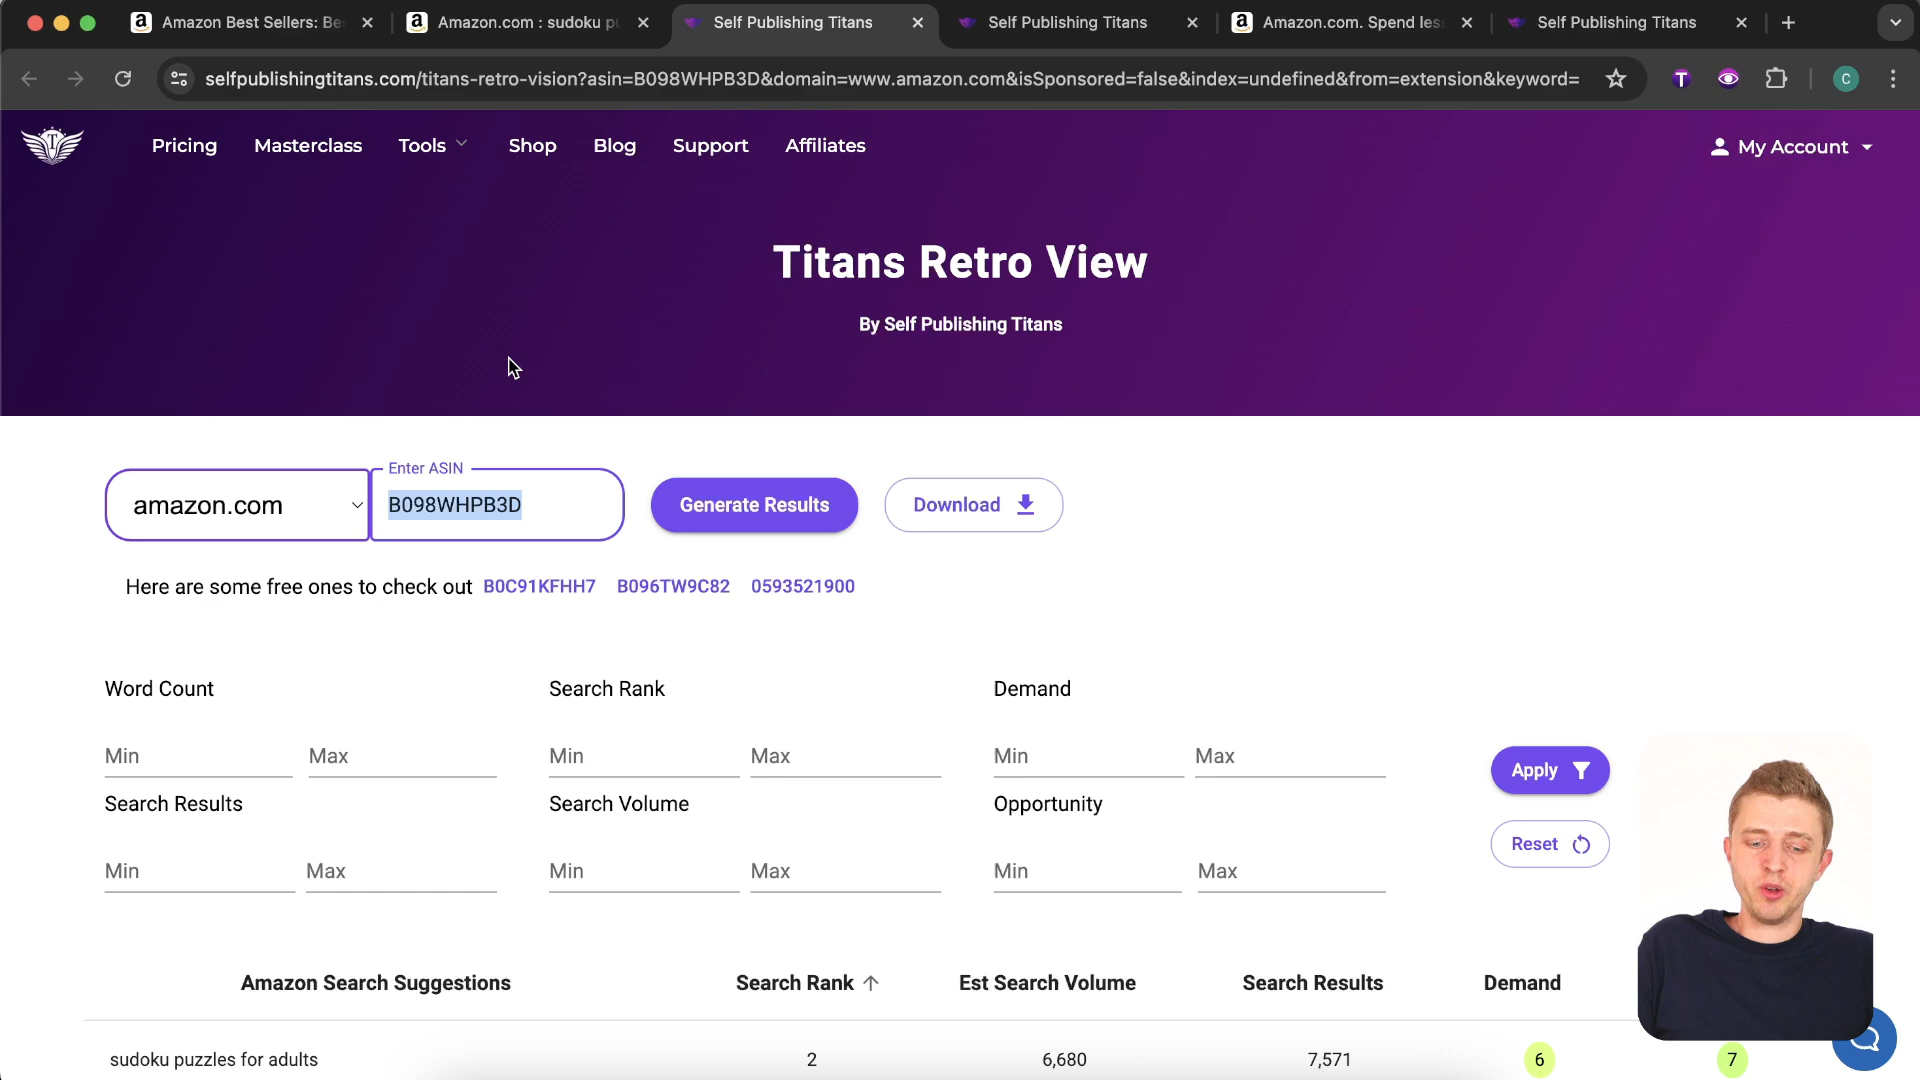 Amazon Best Sellers: Be
Amazon.com : sudoku pu
Self Publishing Titans
Self Publishing Titans
Amazon.com. Spend les
Self Publishing Titans
selfpublishingtitans.com/titans-retro-vision?asin=B098WHPB3D&domain=www.amazon.com&isSponsored=false&index=undefined&from=extension&keyword=
T
C
T
Pricing
Masterclass
Tools
Shop
Blog
Support
Affiliates
My Account
Titans Retro View
By Self Publishing Titans
amazon.com
Enter ASIN
B098WHPB3D
Generate Results
Download
Here are some free ones to check out B0C91KFHH7 B096TW9C82 0593521900
Word Count
Search Rank
Demand
Min
Max
Min
Max
Min
Max
Apply
Search Results
Search Volume
Opportunity
Reset
Min
Max
Min
Max
Min
Max
Amazon Search Suggestions
Search Rank
Est Search Volume
Search Results
Demand
sudoku puzzles for adults
2
6,680
7,571
6
7